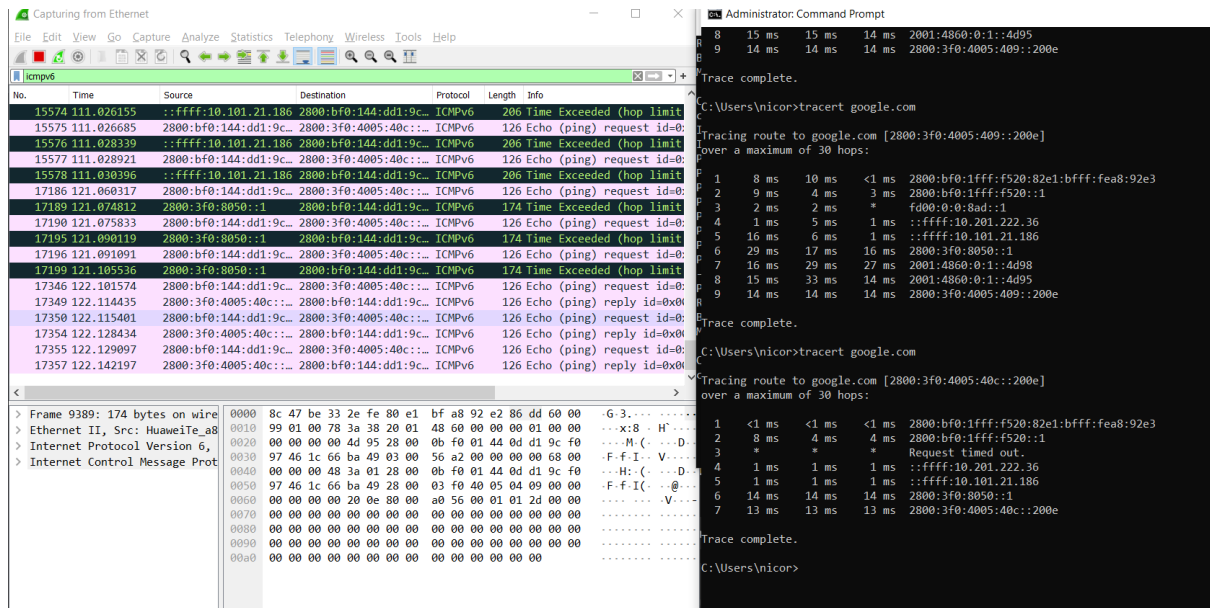 Capturing from Ethernet
File Edit View Go Capture Analyze Statistics Telephony Wireless Tools Help
icmpv6
No. Time Source Destination Protocol Length Info
15574 111.026155 ::ffff:10.101.21.186 2800:bf0:144:dd1:9c… ICMPv6 206 Time Exceeded (hop limit
15575 111.026685 2800:bf0:144:dd1:9c… 2800:3f0:4005:40c::… ICMPv6 126 Echo (ping) request id=0
15576 111.028339 ::ffff:10.101.21.186 2800:bf0:144:dd1:9c… ICMPv6 206 Time Exceeded (hop limit
15577 111.028921 2800:bf0:144:dd1:9c… 2800:3f0:4005:40c::… ICMPv6 126 Echo (ping) request id=0
15578 111.030396 ::ffff:10.101.21.186 2800:bf0:144:dd1:9c… ICMPv6 206 Time Exceeded (hop limit
17186 121.060317 2800:bf0:144:dd1:9c… 2800:3f0:4005:40c::… ICMPv6 126 Echo (ping) request id=0
17189 121.074812 2800:3f0:8050::1 2800:bf0:144:dd1:9c… ICMPv6 174 Time Exceeded (hop limit
17190 121.075833 2800:bf0:144:dd1:9c… 2800:3f0:4005:40c::… ICMPv6 126 Echo (ping) request id=0
17195 121.090119 2800:3f0:8050::1 2800:bf0:144:dd1:9c… ICMPv6 174 Time Exceeded (hop limit
17196 121.091091 2800:bf0:144:dd1:9c… 2800:3f0:4005:40c::… ICMPv6 126 Echo (ping) request id=0
17199 121.105536 2800:3f0:8050::1 2800:bf0:144:dd1:9c… ICMPv6 174 Time Exceeded (hop limit
17346 122.101574 2800:bf0:144:dd1:9c… 2800:3f0:4005:40c::… ICMPv6 126 Echo (ping) request id=0
17349 122.114435 2800:3f0:4005:40c::… 2800:bf0:144:dd1:9c… ICMPv6 126 Echo (ping) reply id=0x0
17350 122.115401 2800:bf0:144:dd1:9c… 2800:3f0:4005:40c::… ICMPv6 126 Echo (ping) request id=0
17354 122.128434 2800:3f0:4005:40c::… 2800:bf0:144:dd1:9c… ICMPv6 126 Echo (ping) reply id=0x0
17355 122.129097 2800:bf0:144:dd1:9c… 2800:3f0:4005:40c::… ICMPv6 126 Echo (ping) request id=0
17357 122.142197 2800:3f0:4005:40c::… 2800:bf0:144:dd1:9c… ICMPv6 126 Echo (ping) reply id=0x0
Frame 9389: 174 bytes on wire
Ethernet II, Src: HuaweiTe_a8
Internet Protocol Version 6,
Internet Control Message Prot
0000 8c 47 be 33 2e fe 80 e1 bf a8 92 e2 86 dd 60 00 ·G·3.··· ······
0010 99 01 00 78 3a 38 20 01 48 60 00 00 00 01 00 00 ···x:8 · H`······
0020 00 00 00 00 4d 95 28 00 0b f0 01 44 0d d1 9c f0 ····M·(· ···D····
0030 97 46 1c 66 ba 49 03 00 56 a2 00 00 00 00 68 00 ·F·f·I·· V·····
0040 00 00 00 48 3a 01 28 00 0b f0 01 44 0d d1 9c f0 ···H:·(· ···D····
0050 97 46 1c 66 ba 49 28 00 03 f0 40 05 04 09 00 00 ·F·f·I(· ··@·····
0060 00 00 00 00 20 0e 80 00 a0 56 00 01 01 2d 00 00 ···· ··· ·V···-··
0070 00 00 00 00 00 00 00 00 00 00 00 00 00 00 00 00 ········ ········
0080 00 00 00 00 00 00 00 00 00 00 00 00 00 00 00 00 ········ ········
0090 00 00 00 00 00 00 00 00 00 00 00 00 00 00 00 00 ········ ········
00a0 00 00 00 00 00 00 00 00 00 00 00 00 00 00 ········ ······
Administrator: Command Prompt
8 15 ms 15 ms 14 ms 2001:4860:0:1::4d95
9 14 ms 14 ms 14 ms 2800:3f0:4005:409::200e
Trace complete.
C:\Users\nicor>tracert google.com
Tracing route to google.com [2800:3f0:4005:409::200e]
over a maximum of 30 hops:
1 8 ms 10 ms <1 ms 2800:bf0:1fff:f520:82e1:bfff:fea8:92e3
2 9 ms 4 ms 3 ms 2800:bf0:1fff:f520::1
3 2 ms 2 ms * fd00:0:0:8ad::1
4 1 ms 5 ms 1 ms ::ffff:10.201.222.36
5 16 ms 6 ms 1 ms ::ffff:10.101.21.186
6 29 ms 17 ms 16 ms 2800:3f0:8050::1
7 16 ms 29 ms 27 ms 2001:4860:0:1::4d98
8 15 ms 33 ms 14 ms 2001:4860:0:1::4d95
9 14 ms 14 ms 14 ms 2800:3f0:4005:409::200e
Trace complete.
C:\Users\nicor>tracert google.com
Tracing route to google.com [2800:3f0:4005:40c::200e]
over a maximum of 30 hops:
1 <1 ms <1 ms <1 ms 2800:bf0:1fff:f520:82e1:bfff:fea8:92e3
2 8 ms 4 ms 4 ms 2800:bf0:1fff:f520::1
3 * * * Request timed out.
4 1 ms 1 ms 1 ms ::ffff:10.201.222.36
5 1 ms 1 ms 1 ms ::ffff:10.101.21.186
6 14 ms 14 ms 14 ms 2800:3f0:8050::1
7 13 ms 13 ms 13 ms 2800:3f0:4005:40c::200e
Trace complete.
C:\Users\nicor>